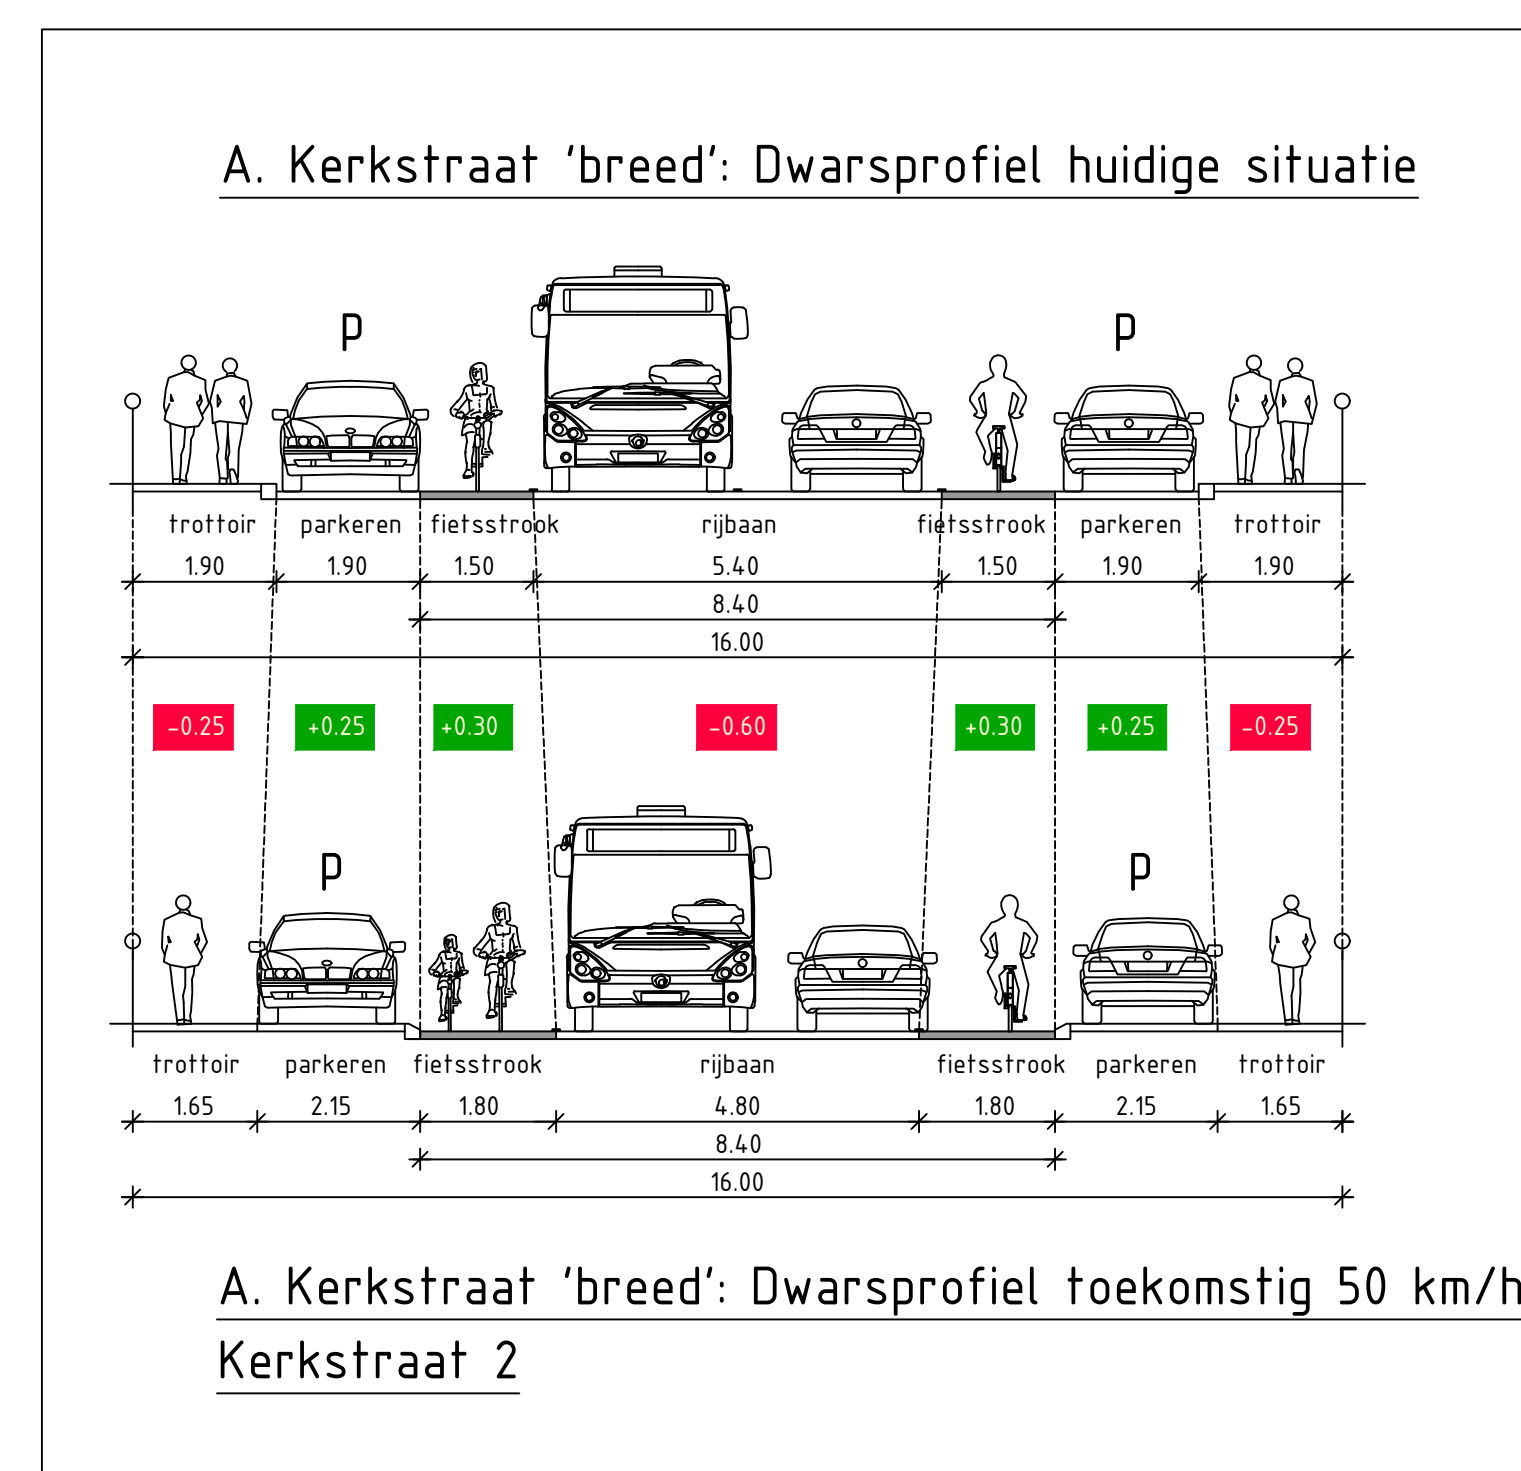 A. Kerkstraat 'breed': Dwarsprofiel huidige situatie
P P
trottoir parkeren fietsstrook rijbaan fietsstrook parkeren trottoir
1.90 1.90 1.50 5.40 1.50 1.90 1.90
8.40
16.00
-0.25 +0.25 +0.30 -0.60 +0.30 +0.25 -0.25
P P
trottoir parkeren fietsstrook rijbaan fietsstrook parkeren trottoir
1.65 2.15 1.80 4.80 1.80 2.15 1.65
8.40
16.00
A. Kerkstraat 'breed': Dwarsprofiel toekomstig 50 km/h
Kerkstraat 2